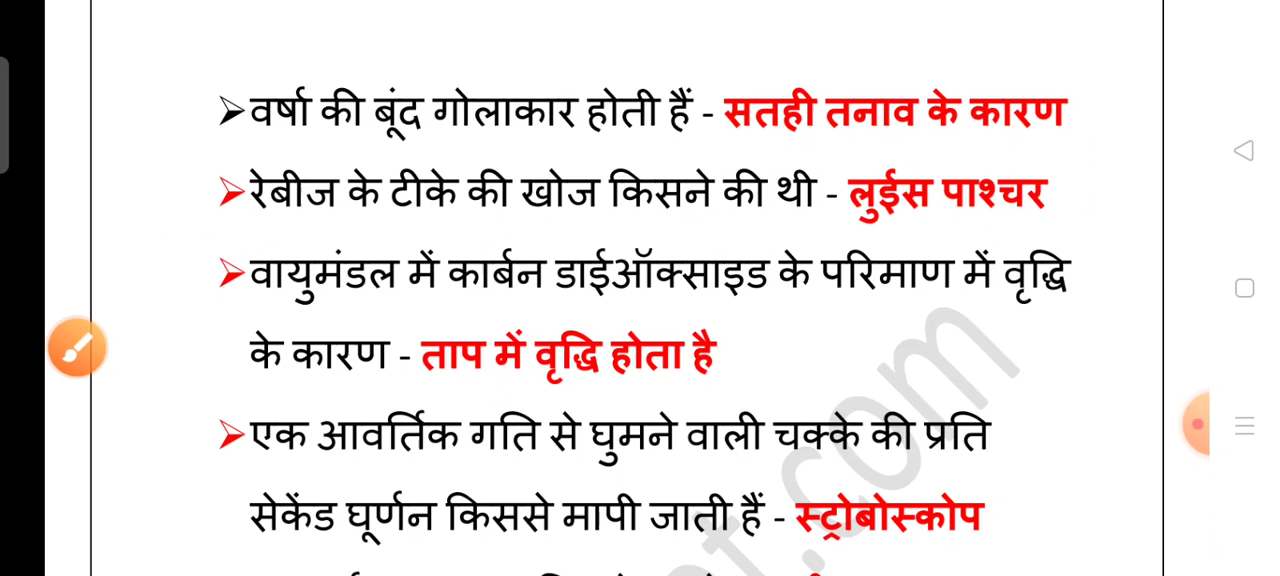 ➢वर्षा की बूंद गोलाकार होती हैं - सतही तनाव के कारण
➢रेबीज के टीके की खोज किसने की थी - लुईस पाश्चर
➢वायुमंडल में कार्बन डाईऑक्साइड के परिमाण में वृद्धि
के कारण - ताप में वृद्धि होता है
➢एक आवर्तिक गति से घुमने वाली चक्के की प्रति
सेकेंड घूर्णन किससे मापी जाती हैं - स्ट्रोबोस्कोप